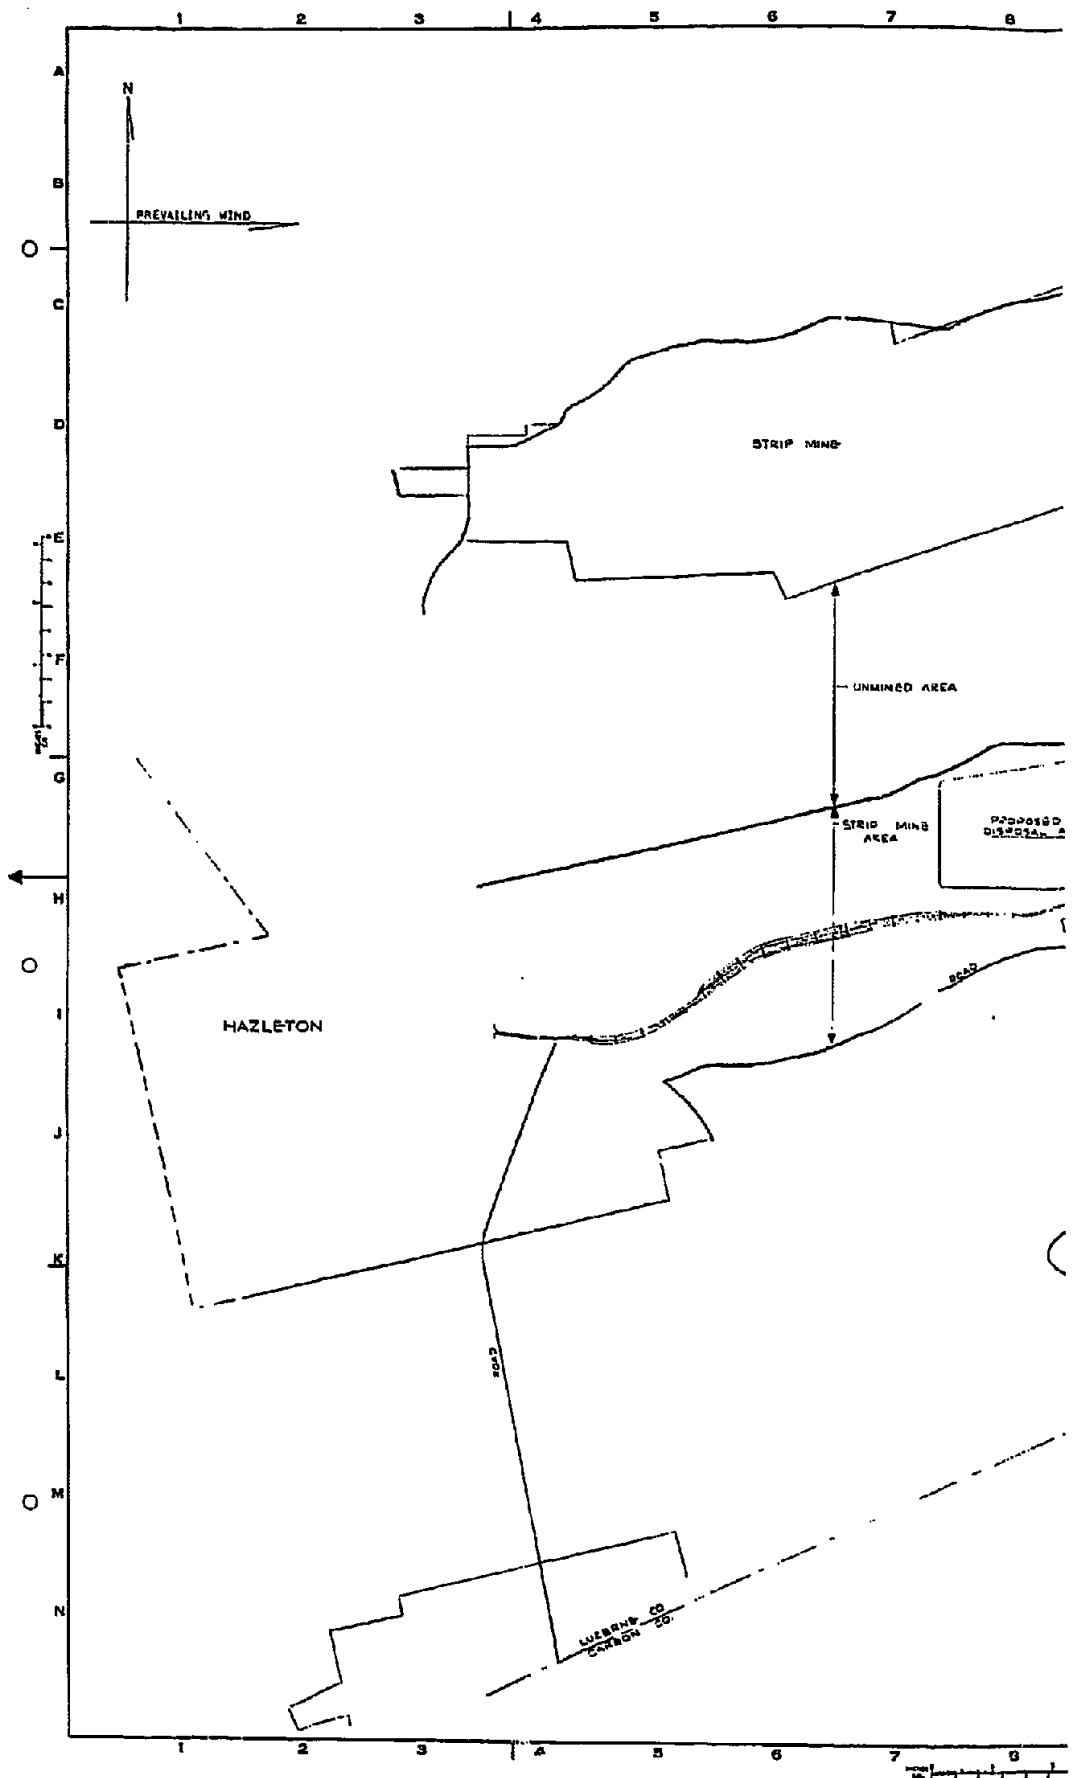 1 2 3 4 5 6 7 8
A
N
B
PREVAILING WIND
C
D
STRIP MINE
E
F
UNMINED AREA
G
STRIP MINE
AREA
PROPOSED
DISPOSAL A
H
ROAD
I
HAZLETON
J
K
ROAD
L
M
N
LUZERNE CO.
CARBON CO.
1 2 3 4 5 6 7 8